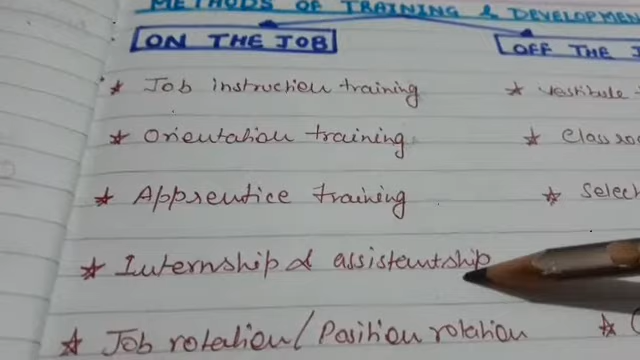 METHODS OF TRAINING & DEVELOPMEN
ON THE JOB
OFF THE
* Job instruction training
* Vestibule
* Orientation training
* Class
* Apprentice training
* Select
* Internship & assistentship
* Job rotation / Position rotation
*